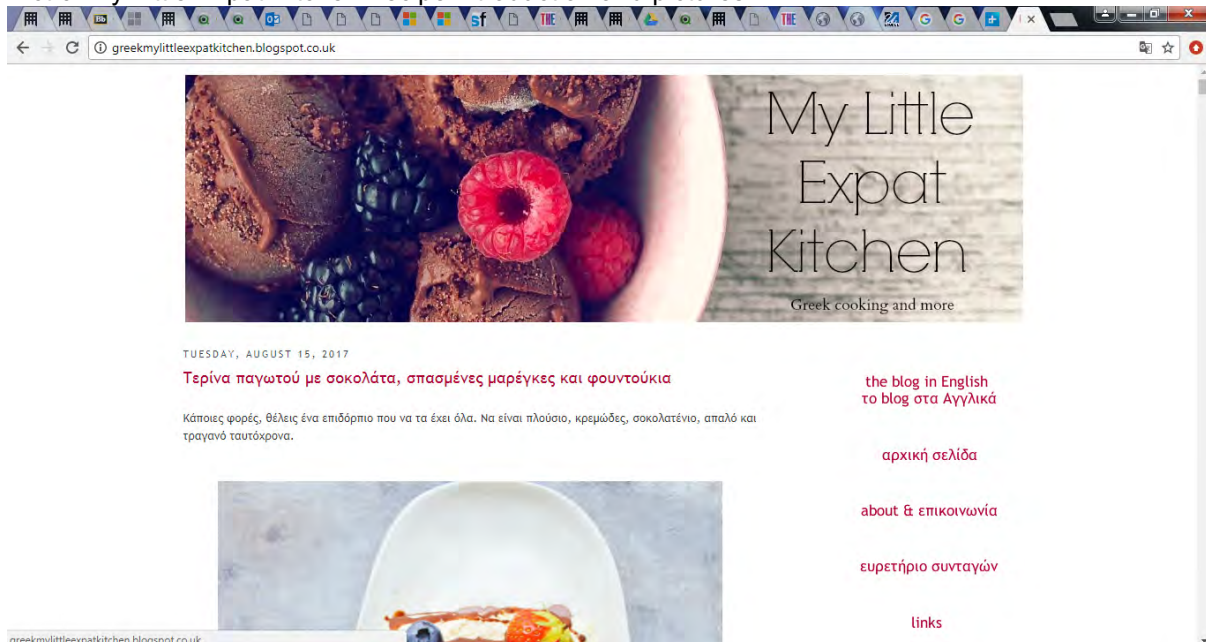 greekmylittleexpatkitchen.blogspot.co.uk
My Little
Expat
Kitchen
Greek cooking and more
TUESDAY, AUGUST 15, 2017
Τερίνα παγωτού με σοκολάτα, σπασμένες μαρέγκες και φουντούκια
Κάποιες φορές, θέλεις ένα επιδόρπιο που να τα έχει όλα. Να είναι πλούσιο, κρεμώδες, σοκολατένιο, απαλό και
τραγανό ταυτόχρονα.
the blog in English
το blog στα Αγγλικά
αρχική σελίδα
about & επικοινωνία
ευρετήριο συνταγών
links
greekmylittleexpatkitchen.blogspot.co.uk